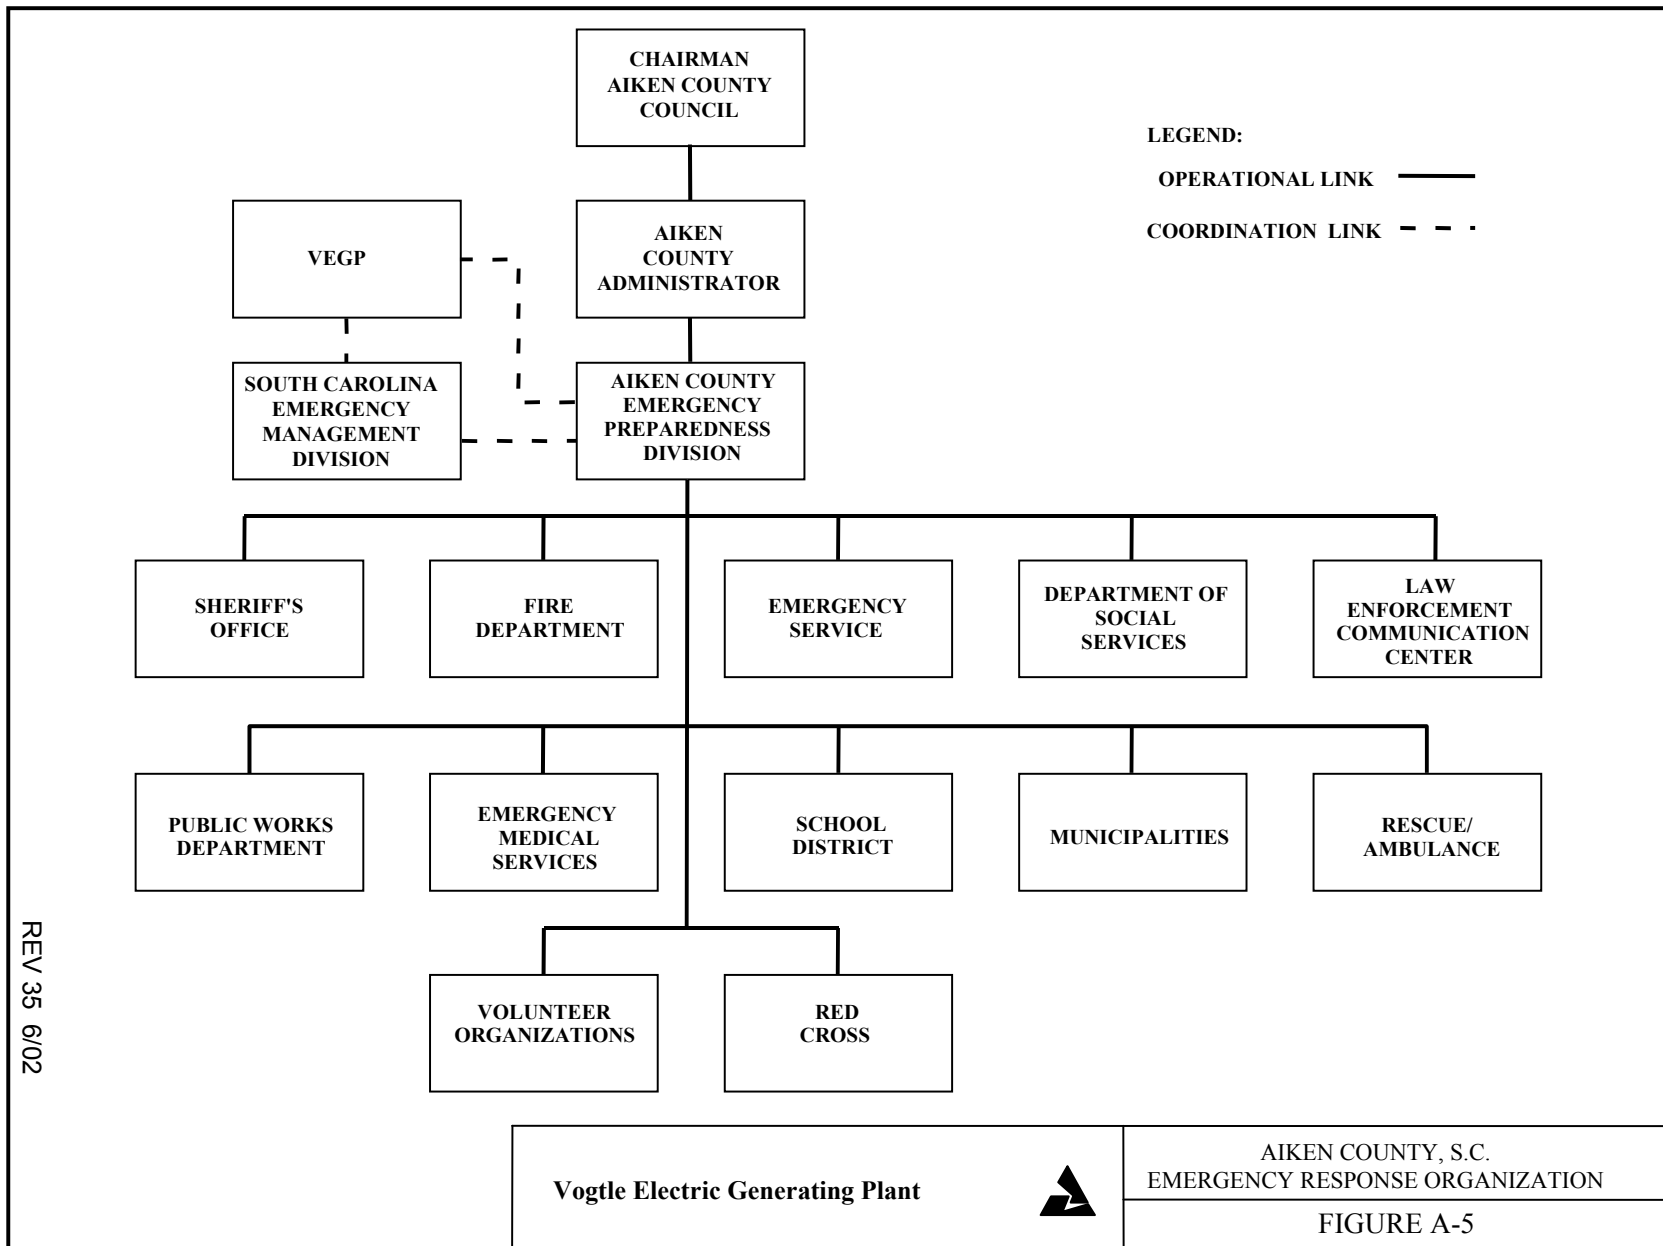 CHAIRMAN
AIKEN COUNTY
COUNCIL
LEGEND:
OPERATIONAL LINK
COORDINATION LINK
VEGP
AIKEN
COUNTY
ADMINISTRATOR
SOUTH CAROLINA
EMERGENCY
MANAGEMENT
DIVISION
AIKEN COUNTY
EMERGENCY
PREPAREDNESS
DIVISION
SHERIFF'S
OFFICE
FIRE
DEPARTMENT
EMERGENCY
SERVICE
DEPARTMENT OF
SOCIAL
SERVICES
LAW
ENFORCEMENT
COMMUNICATION
CENTER
PUBLIC WORKS
DEPARTMENT
EMERGENCY
MEDICAL
SERVICES
SCHOOL
DISTRICT
MUNICIPALITIES
RESCUE/
AMBULANCE
VOLUNTEER
ORGANIZATIONS
RED
CROSS
REV 35 6/02
Vogtle Electric Generating Plant
AIKEN COUNTY, S.C.
EMERGENCY RESPONSE ORGANIZATION
FIGURE A-5